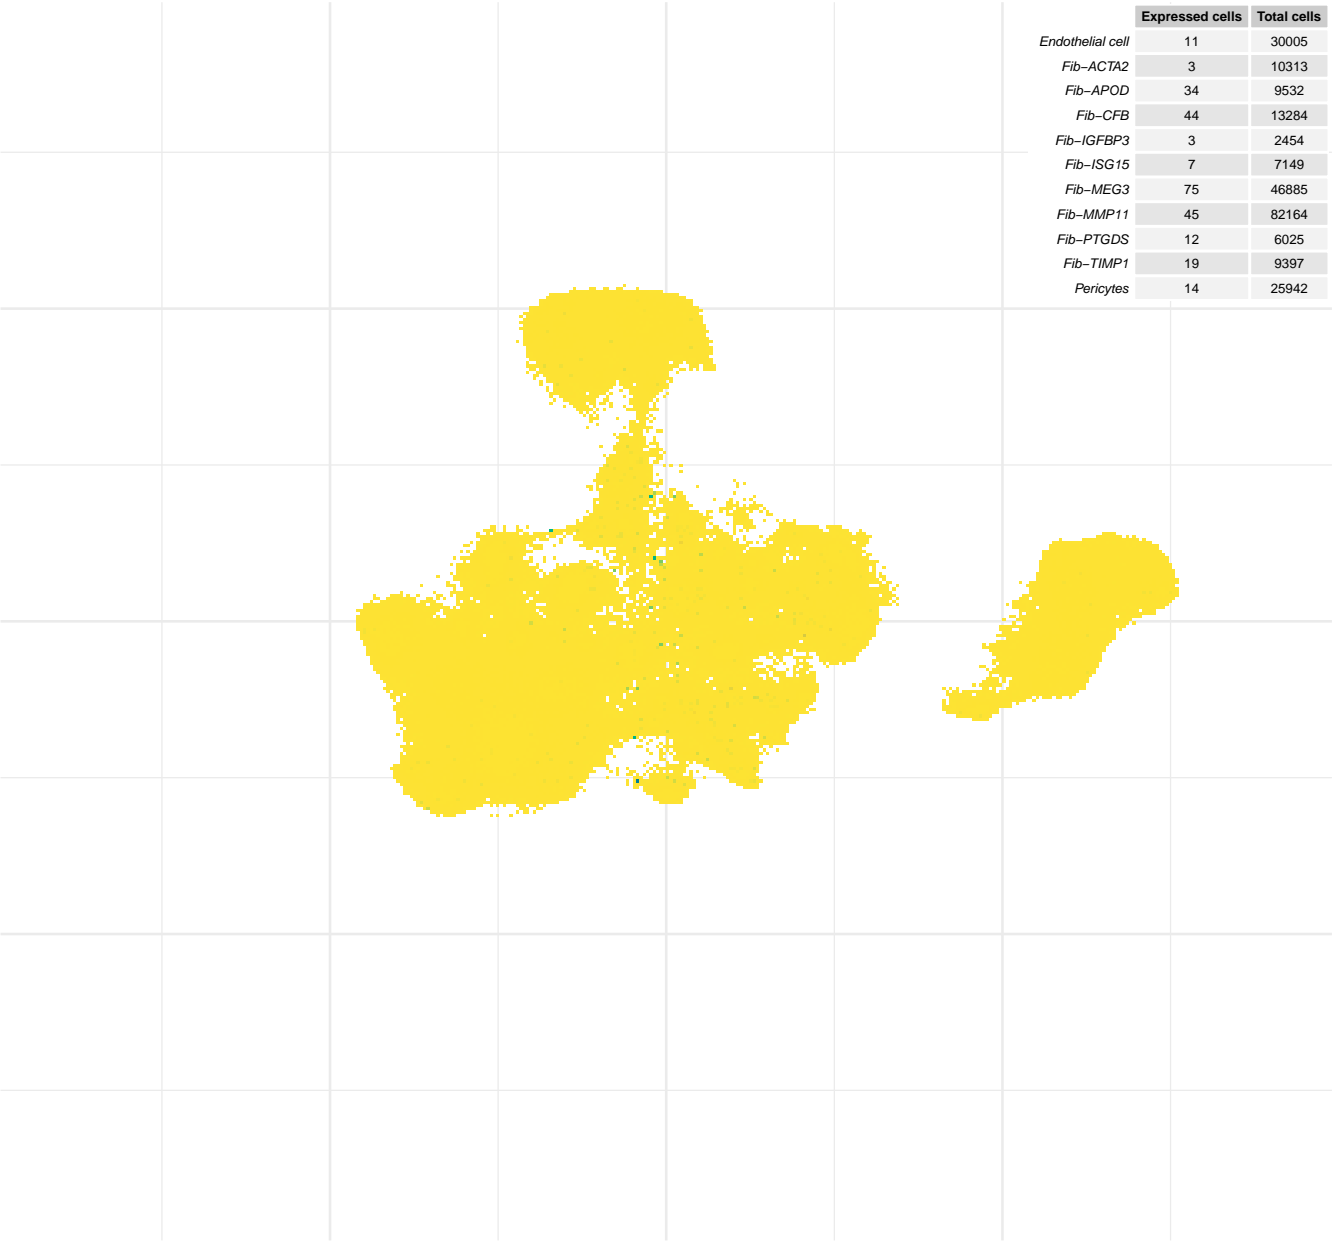 Expressed cells Total cells
Endothelial cell 11 30005
Fib−ACTA2 3 10313
Fib−APOD 34 9532
Fib−CFB 44 13284
Fib−IGFBP3 3 2454
Fib−ISG15 7 7149
Fib−MEG3 75 46885
Fib−MMP11 45 82164
Fib−PTGDS 12 6025
Fib−TIMP1 19 9397
Pericytes 14 25942